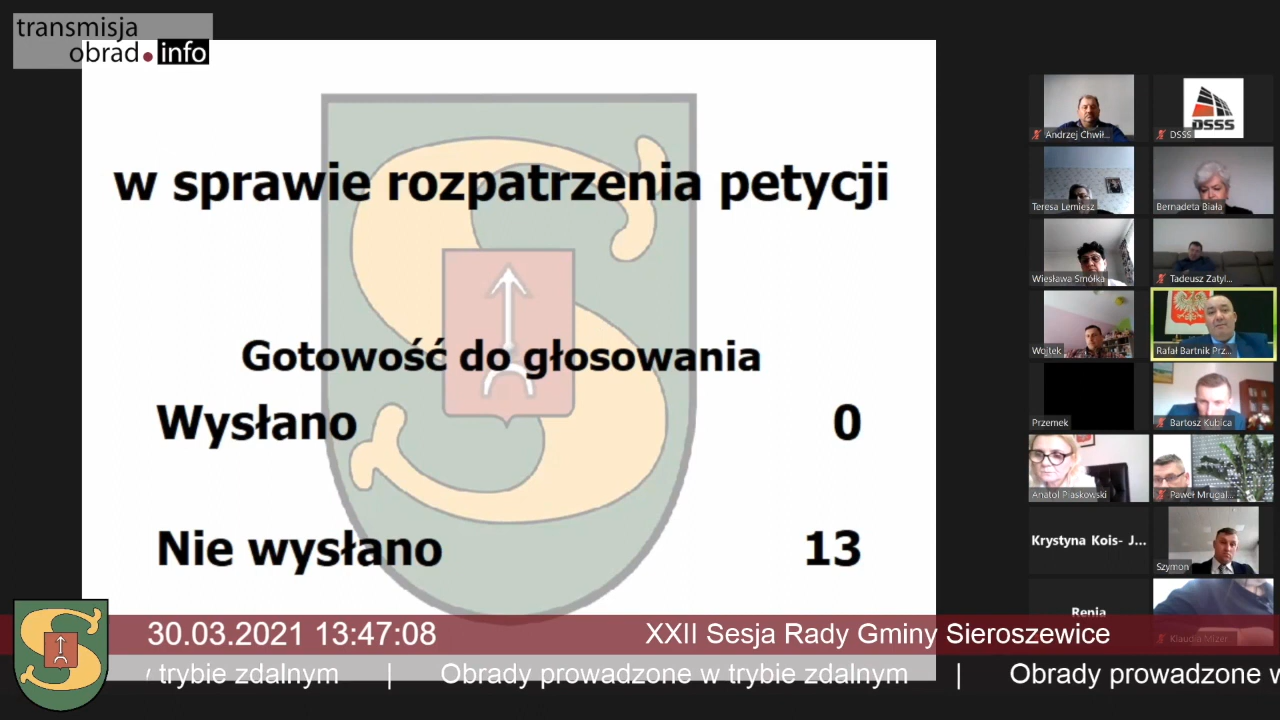 transmisja
obrad.info
w sprawie rozpatrzenia petycji
Gotowość do głosowania
Wysłano 0
Nie wysłano 13
Andrzej Chwił...
DSSS
DSSS
Teresa Lemiesz
Bernadeta Biała
Wiesława Smółka
Tadeusz Zatyl...
Wojtek
Rafał Bartnik Prz...
Przemek
Bartosz Kubica
Anatol Piaskowski
Paweł Mrugal...
Krystyna Kois- J...
Szymon
Renia
Klaudia Mizer
30.03.2021 13:47:08 XXII Sesja Rady Gminy Sieroszewice
trybie zdalnym | Obrady prowadzone w trybie zdalnym | Obrady prowadzone w